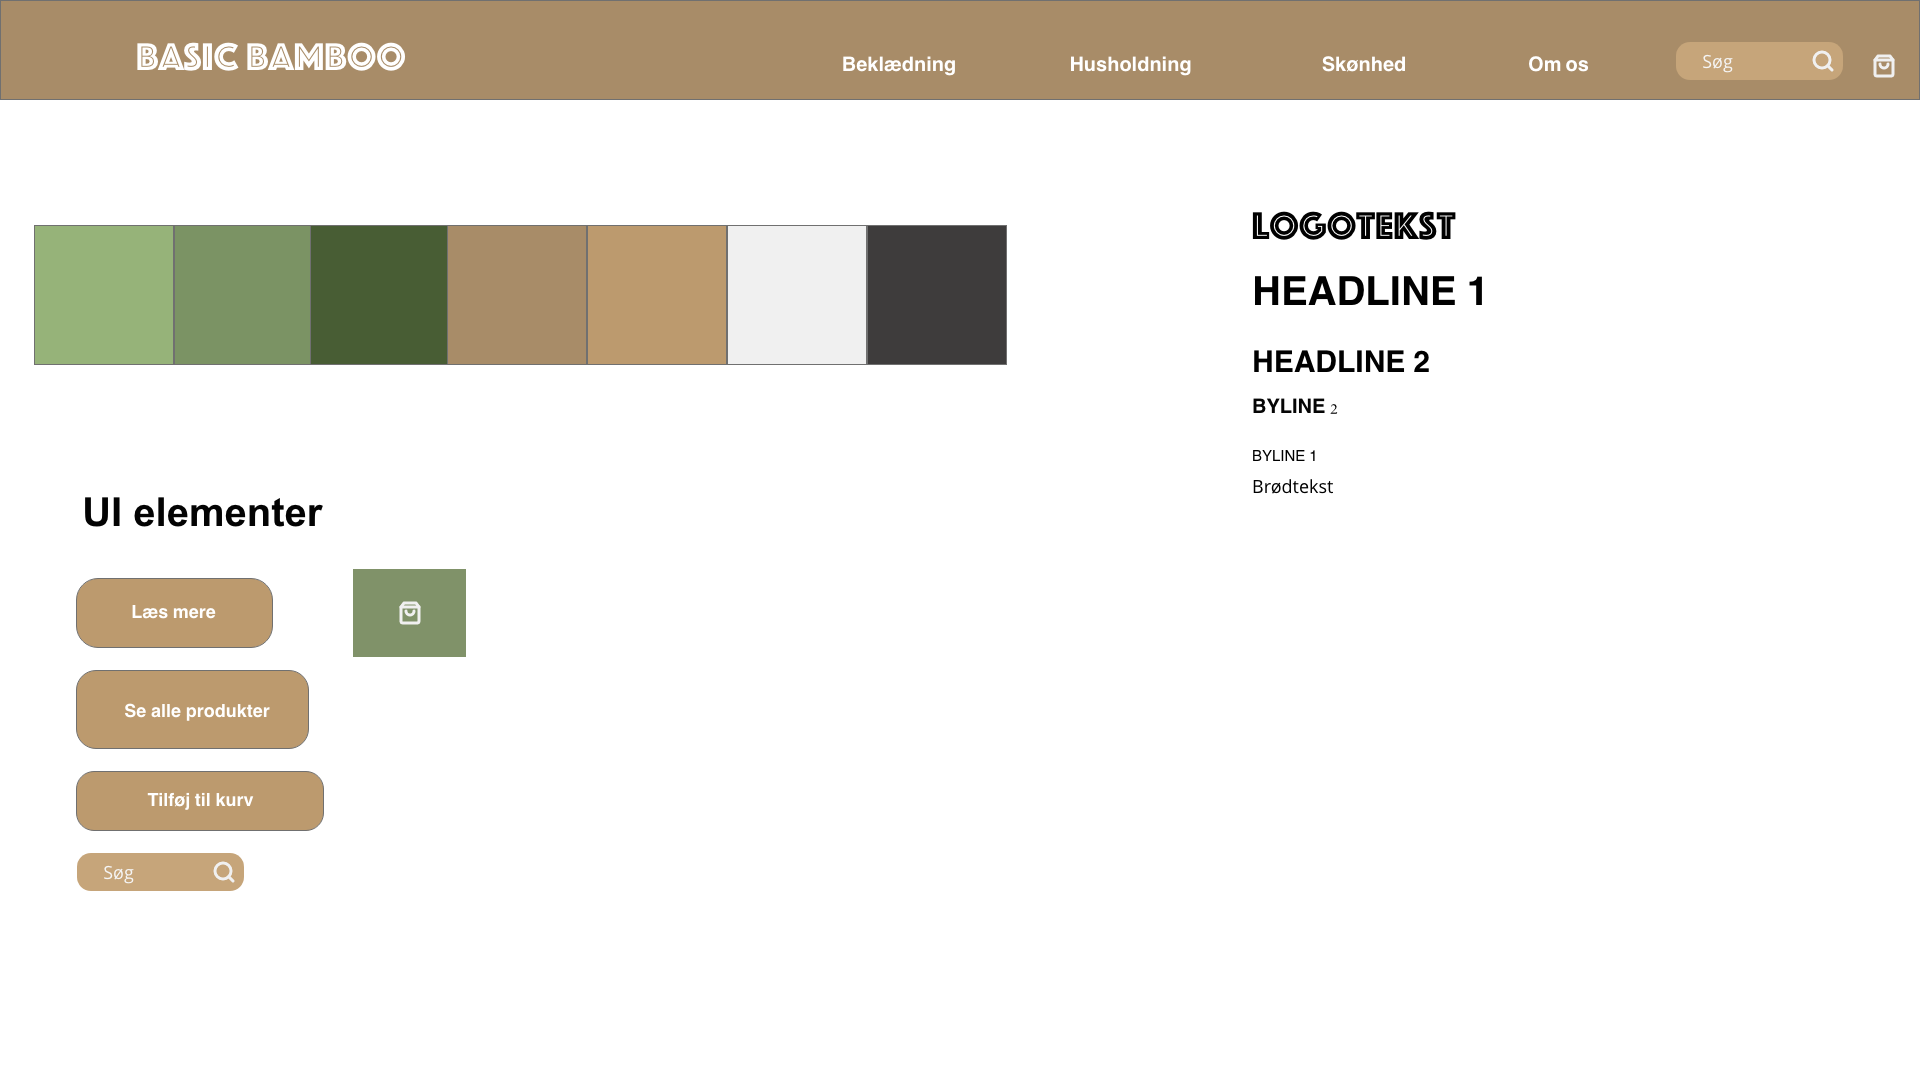 BASIC BAMBOO
Beklædning
Husholdning
Skønhed
Om os
Søg
LOGOTEKST
HEADLINE 1
HEADLINE 2
BYLINE 2
BYLINE 1
Brødtekst
UI elementer
Læs mere
Se alle produkter
Tilføj til kurv
Søg